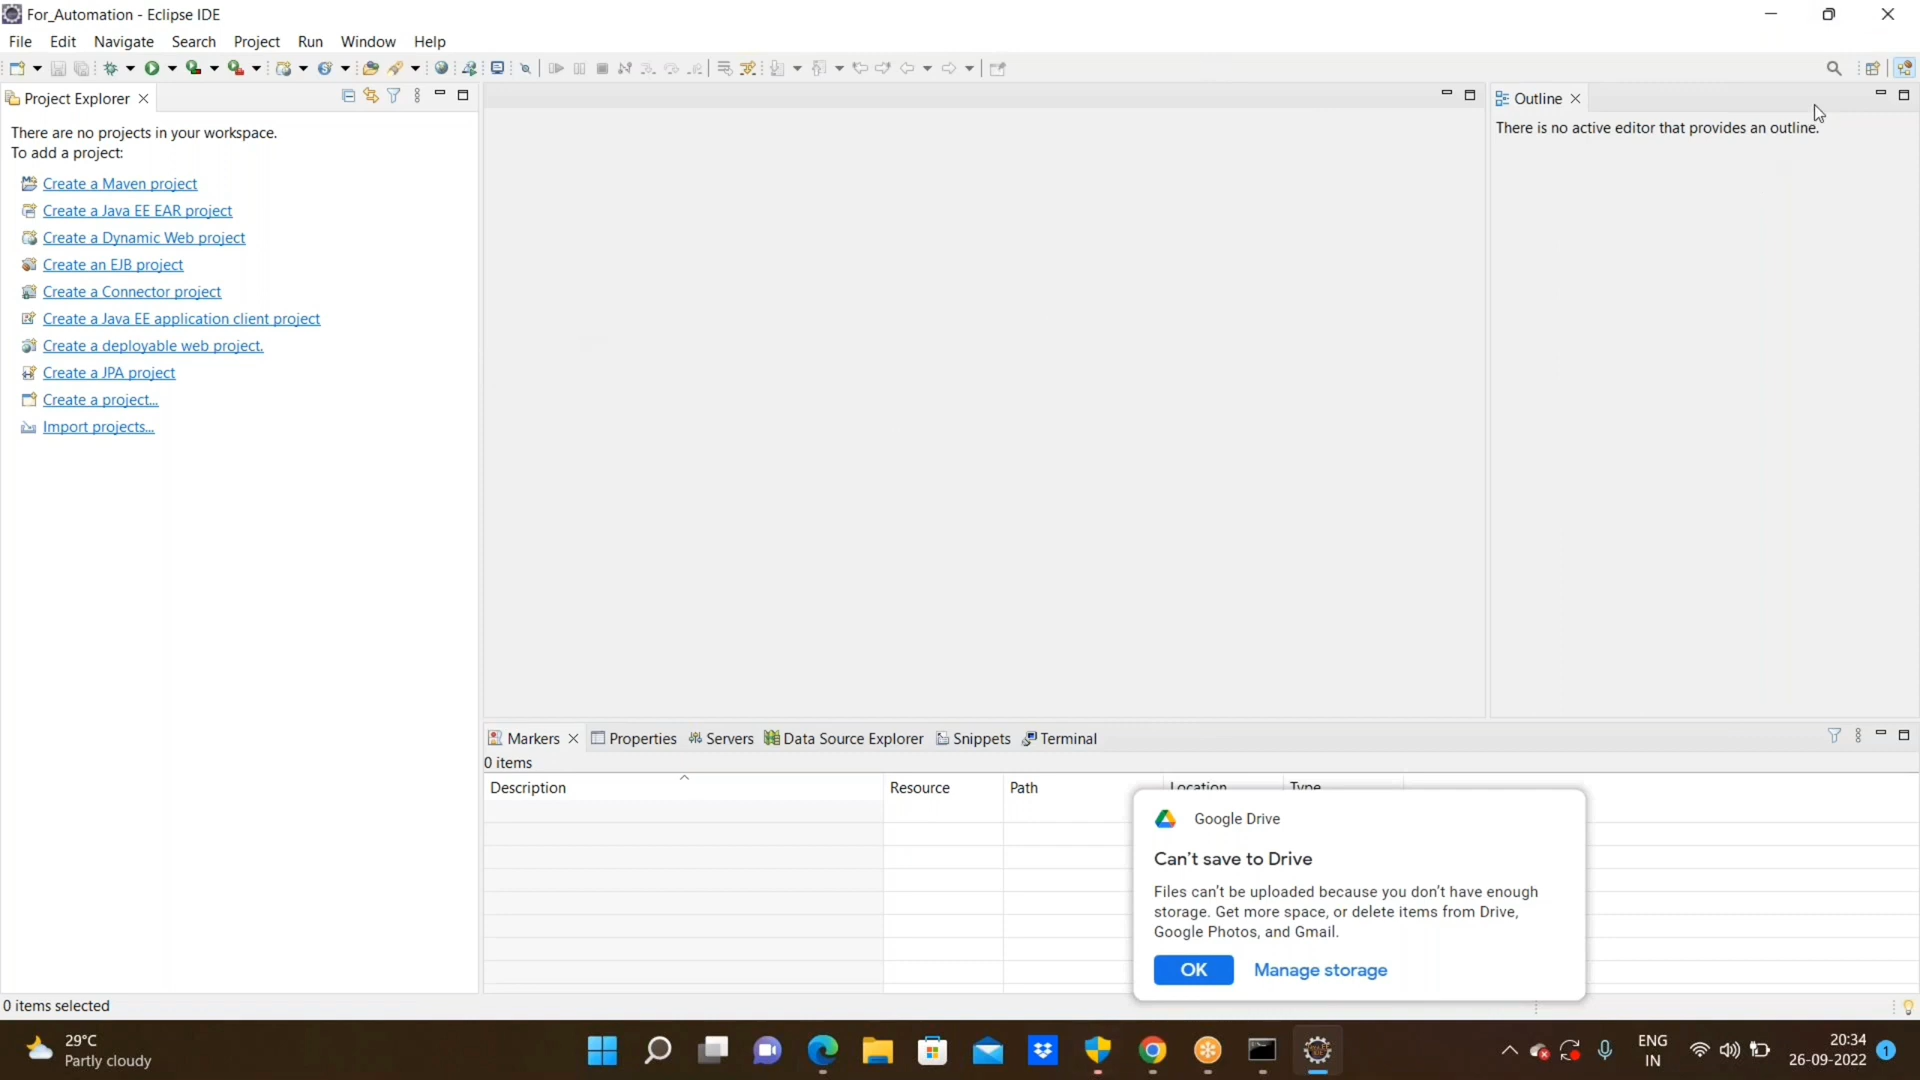 For_Automation - Eclipse IDE
File Edit Navigate Search Project Run Window Help
Project Explorer
There are no projects in your workspace.
To add a project:
Create a Maven project
Create a Java EE EAR project
Create a Dynamic Web project
Create an EJB project
Create a Connector project
Create a Java EE application client project
Create a deployable web project.
Create a JPA project
Create a project...
Import projects...
Outline
There is no active editor that provides an outline.
Markers Properties Servers Data Source Explorer Snippets Terminal
0 items
Description Resource Path Location Type
Google Drive
Can't save to Drive
Files can't be uploaded because you don't have enough
storage. Get more space, or delete items from Drive,
Google Photos, and Gmail.
OK Manage storage
0 items selected
29°C
Partly cloudy
ENG
IN
20:34
26-09-2022
1